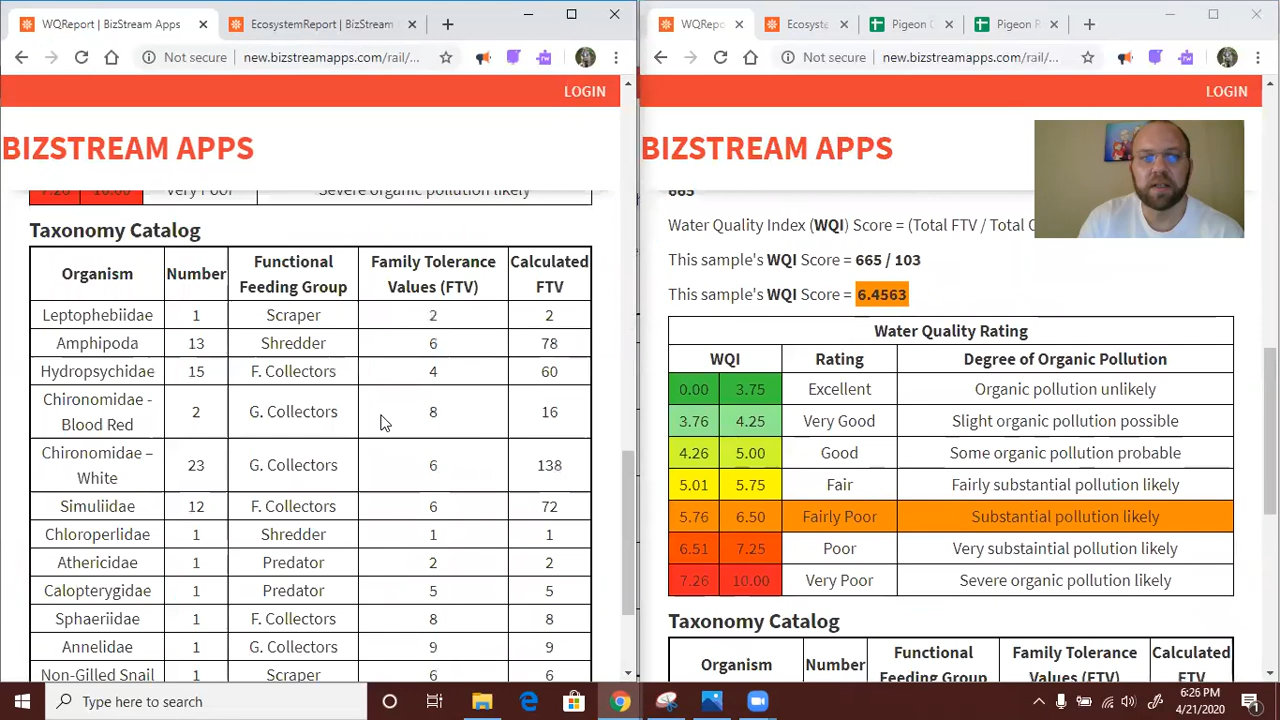 WQReport | BizStream Apps
EcosystemReport | BizStream
Not secure
new.bizstreamapps.com/rail/...
LOGIN
BIZSTREAM APPS
7.26 10.00 Very Poor Severe organic pollution likely
Taxonomy Catalog
Organism Number Functional Feeding Group Family Tolerance Values (FTV) Calculated FTV
Leptophebiidae 1 Scraper 2 2
Amphipoda 13 Shredder 6 78
Hydropsychidae 15 F. Collectors 4 60
Chironomidae - Blood Red 2 G. Collectors 8 16
Chironomidae – White 23 G. Collectors 6 138
Simuliidae 12 F. Collectors 6 72
Chloroperlidae 1 Shredder 1 1
Athericidae 1 Predator 2 2
Calopterygidae 1 Predator 5 5
Sphaeriidae 1 F. Collectors 8 8
Annelidae 1 G. Collectors 9 9
Non-Gilled Snail 1 Scraper 6 6
WQRepo
Ecosyste
Pigeon
Pigeon R
Not secure
new.bizstreamapps.com/rail/...
LOGIN
BIZSTREAM APPS
665
Water Quality Index (WQI) Score = (Total FTV / Total
This sample's WQI Score = 665 / 103
This sample's WQI Score = 6.4563
Water Quality Rating
WQI Rating Degree of Organic Pollution
0.00 3.75 Excellent Organic pollution unlikely
3.76 4.25 Very Good Slight organic pollution possible
4.26 5.00 Good Some organic pollution probable
5.01 5.75 Fair Fairly substantial pollution likely
5.76 6.50 Fairly Poor Substantial pollution likely
6.51 7.25 Poor Very substaintial pollution likely
7.26 10.00 Very Poor Severe organic pollution likely
Taxonomy Catalog
Organism Number Functional Feeding Group Family Tolerance Values (FTV) Calculated FTV
Type here to search
6:26 PM
4/21/2020